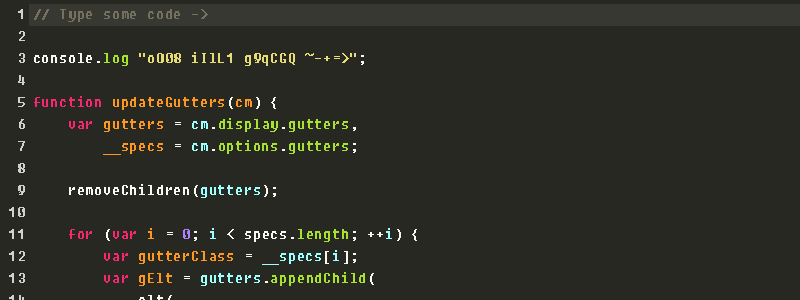 1 // Type some code ->
2
3 console.log "oO08 iIlL1 g9qCGQ ~-+=>";
4
5 function updateGutters(cm) {
6 var gutters = cm.display.gutters,
7 __specs = cm.options.gutters;
8
9 removeChildren(gutters);
10
11 for (var i = 0; i < specs.length; ++i) {
12 var gutterClass = __specs[i];
13 var gElt = gutters.appendChild(
14 elt(